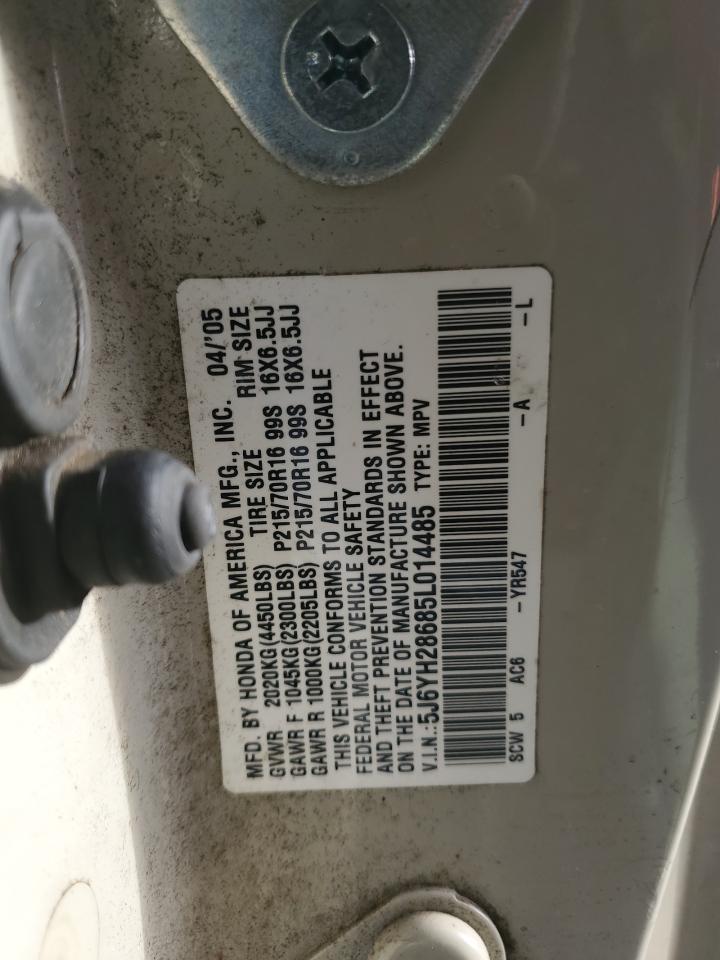 MFD. BY HONDA OF AMERICA MFG., INC. 04/'05
GVWR 2020KG(4450LBS) TIRE SIZE RIM SIZE
GAWR F 1045KG(2300LBS) P215/70R16 99S 16X6.5JJ
GAWR R 1000KG(2205LBS) P215/70R16 99S 16X6.5JJ
THIS VEHICLE CONFORMS TO ALL APPLICABLE
FEDERAL MOTOR VEHICLE SAFETY
AND THEFT PREVENTION STANDARDS IN EFFECT
ON THE DATE OF MANUFACTURE SHOWN ABOVE.
V.I.N.: 5J6YH28685L014485 TYPE: MPV
SCW 5 AC6 -YR547 -A -L